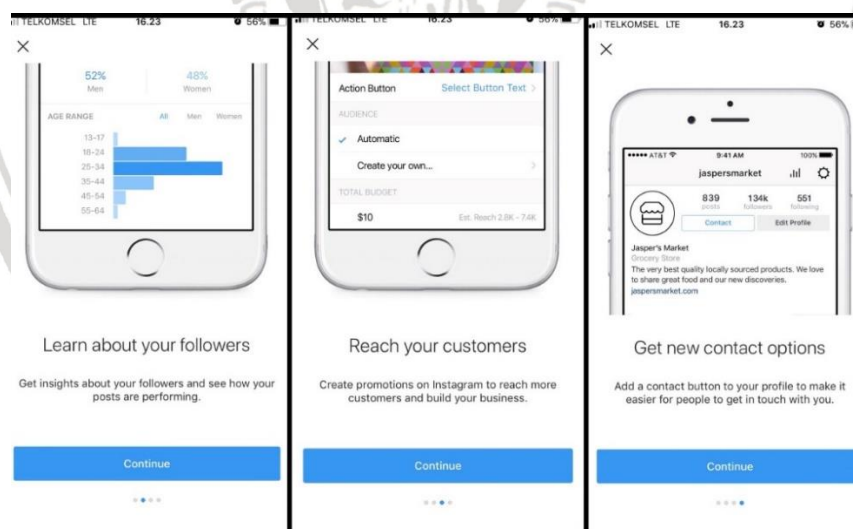 TELKOMSEL LTE 16.23 56%
52% 48%
Men Women
AGE RANGE All Men Women
13-17
18-24
25-34
35-44
45-54
55-64
Learn about your followers
Get insights about your followers and see how your
posts are performing.
Continue
TELKOMSEL LTE 16.23 56%
Action Button Select Button Text >
AUDIENCE
Automatic
Create your own... >
TOTAL BUDGET
$10 Est. Reach 2.8K - 7.4K
Reach your customers
Create promotions on Instagram to reach more
customers and build your business.
Continue
TELKOMSEL LTE 16.23 56%
AT&T 9:41 AM 100%
jaspersmarket
839 134k 551
posts followers following
Contact Edit Profile
Jasper's Market
Grocery Store
The very best quality locally sourced products. We love
to share great food and our new discoveries.
jaspersmarket.com
Get new contact options
Add a contact button to your profile to make it
easier for people to get in touch with you.
Continue